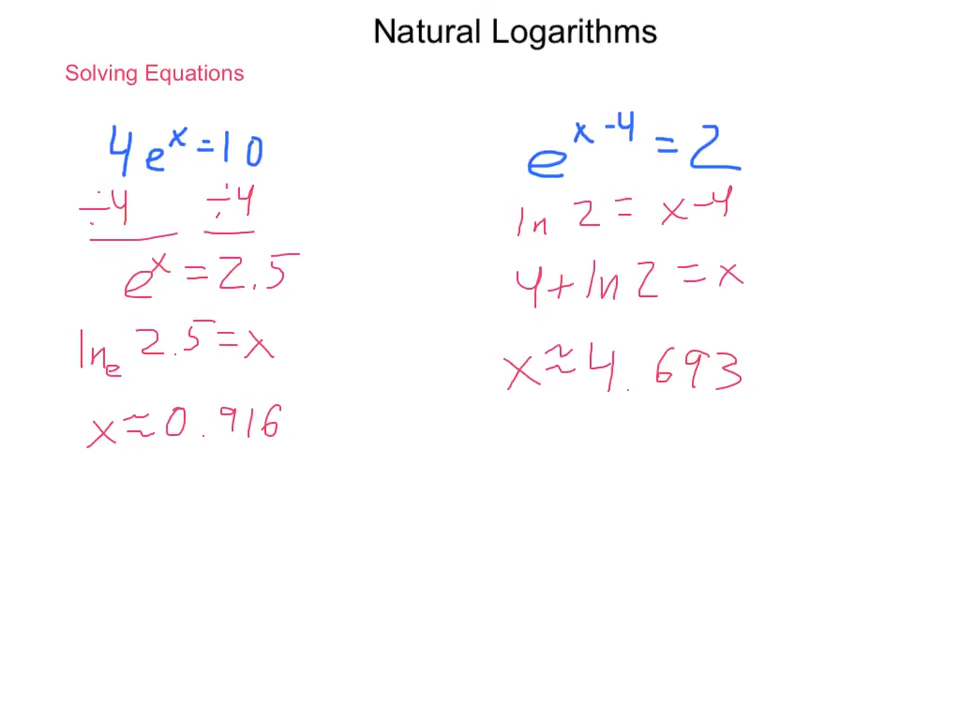 Natural Logarithms
Solving Equations
4e^x = 10
÷4 ÷4
e^x = 2.5
ln_e 2.5 = x
x ≈ 0.916
e^{x-4} = 2
ln 2 = x-4
4 + ln 2 = x
x ≈ 4.693